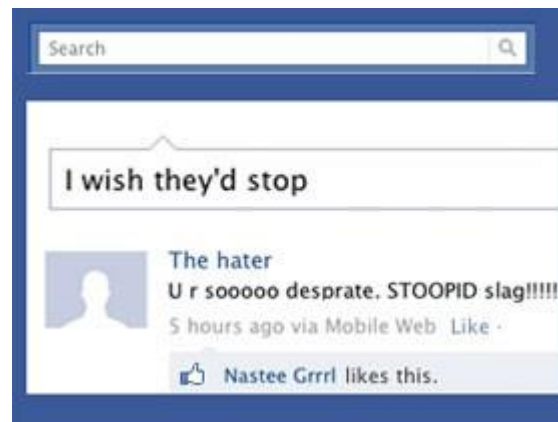 Search
I wish they'd stop
The hater
U r sooooo desprate. STOOPID slag!!!!!
5 hours ago via Mobile Web Like ·
Nastee Grrrl likes this.